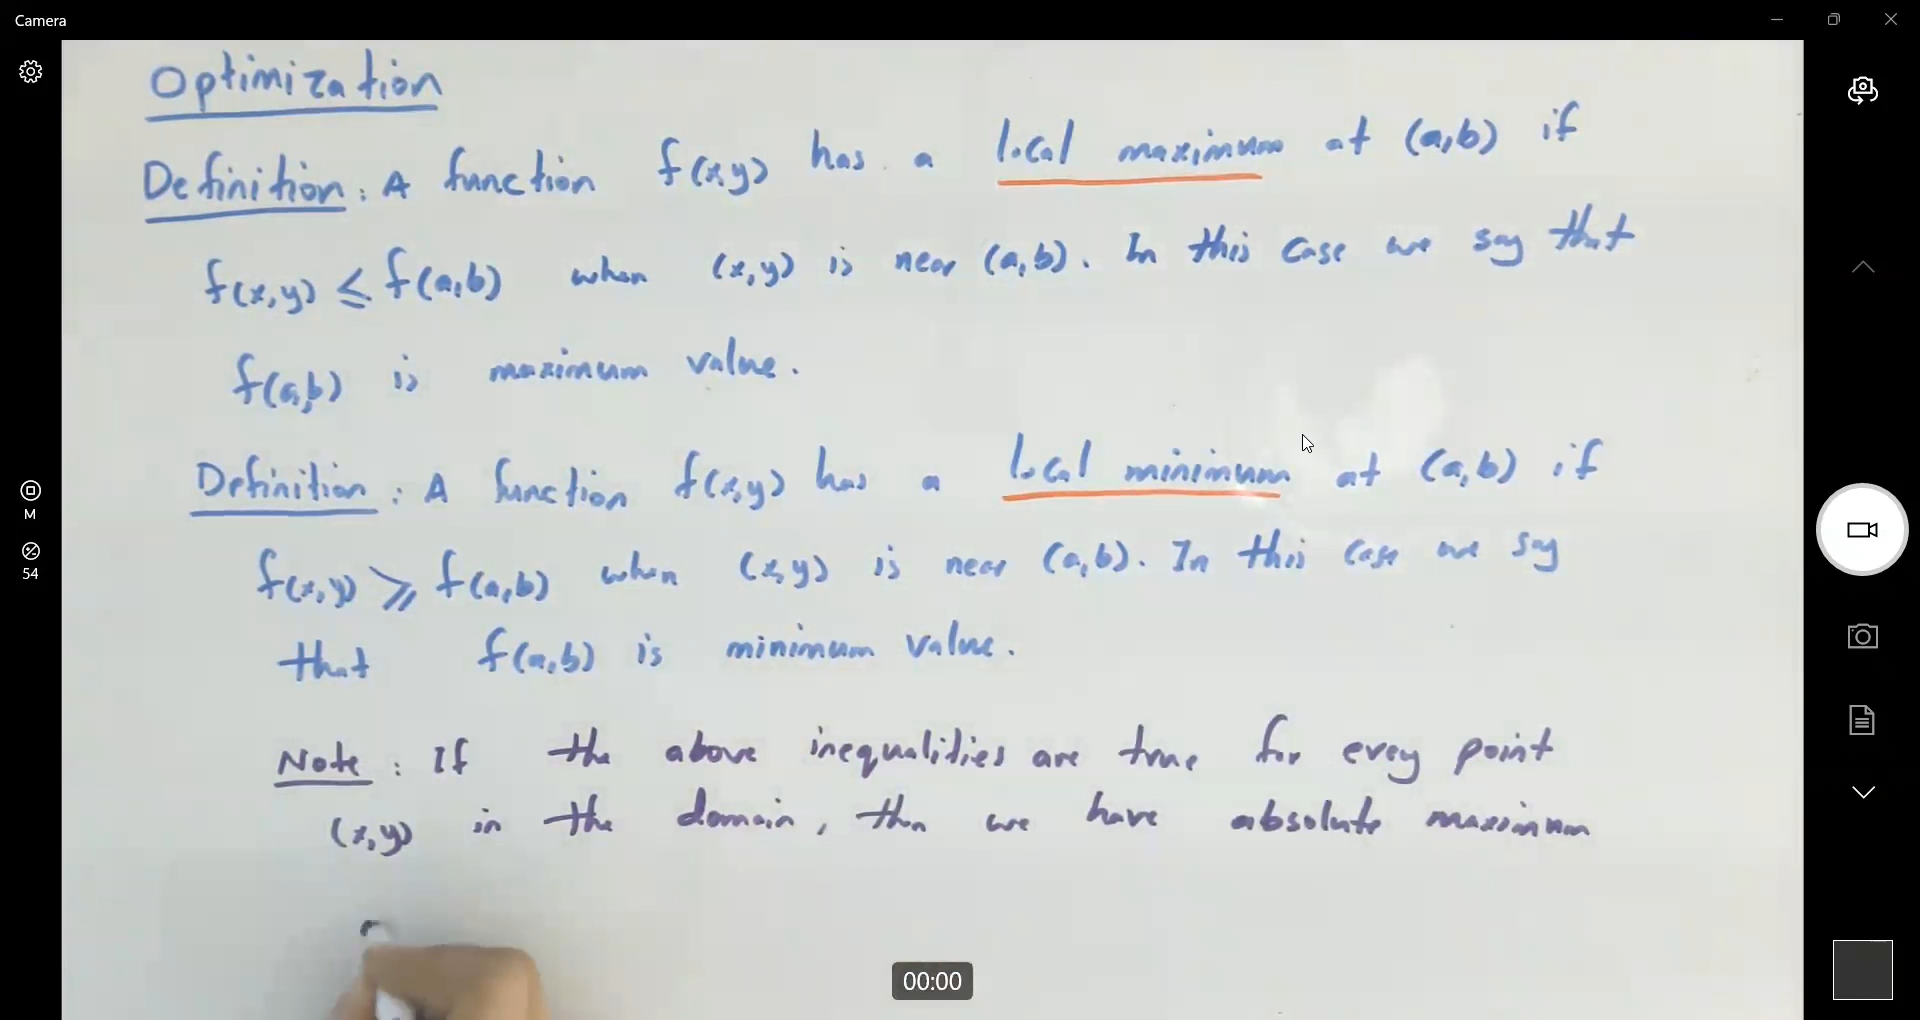 Camera
Optimization
Definition: A function f(x,y) has a local maximum at (a,b) if
f(x,y) ≤ f(a,b) when (x,y) is near (a,b). In this case we say that
f(a,b) is maximum value.
Definition: A function f(x,y) has a local minimum at (a,b) if
f(x,y) ≥ f(a,b) when (x,y) is near (a,b). In this case we say
that f(a,b) is minimum value.
Note: If the above inequalities are true for evey point
(x,y) in the domain, then we have absolute maximum
M
54
00:00